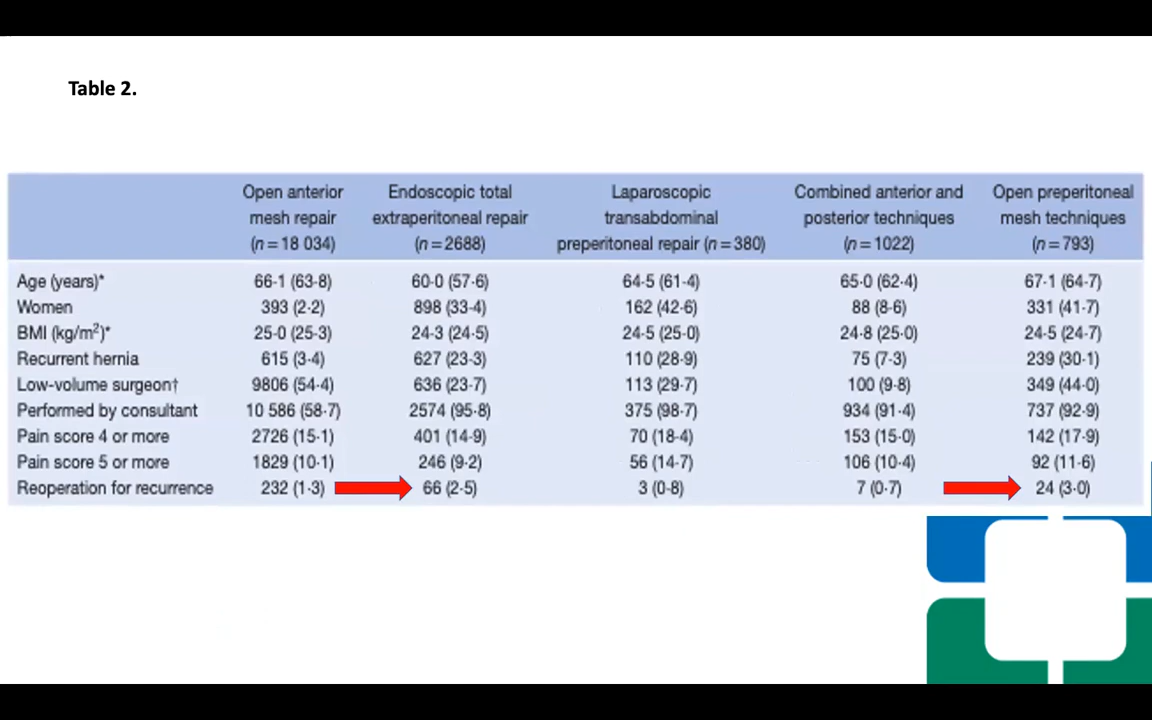 Table 2.
Open anterior mesh repair (n = 18 034) Endoscopic total extraperitoneal repair (n = 2688) Laparoscopic transabdominal preperitoneal repair (n = 380) Combined anterior and posterior techniques (n = 1022) Open preperitoneal mesh techniques (n = 793)
Age (years)* 66·1 (63·8) 60·0 (57·6) 64·5 (61·4) 65·0 (62·4) 67·1 (64·7)
Women 393 (2·2) 898 (33·4) 162 (42·6) 88 (8·6) 331 (41·7)
BMI (kg/m²)* 25·0 (25·3) 24·3 (24·5) 24·5 (25·0) 24·8 (25·0) 24·5 (24·7)
Recurrent hernia 615 (3·4) 627 (23·3) 110 (28·9) 75 (7·3) 239 (30·1)
Low-volume surgeon† 9806 (54·4) 636 (23·7) 113 (29·7) 100 (9·8) 349 (44·0)
Performed by consultant 10 586 (58·7) 2574 (95·8) 375 (98·7) 934 (91·4) 737 (92·9)
Pain score 4 or more 2726 (15·1) 401 (14·9) 70 (18·4) 153 (15·0) 142 (17·9)
Pain score 5 or more 1829 (10·1) 246 (9·2) 56 (14·7) 106 (10·4) 92 (11·6)
Reoperation for recurrence 232 (1·3) 66 (2·5) 3 (0·8) 7 (0·7) 24 (3·0)